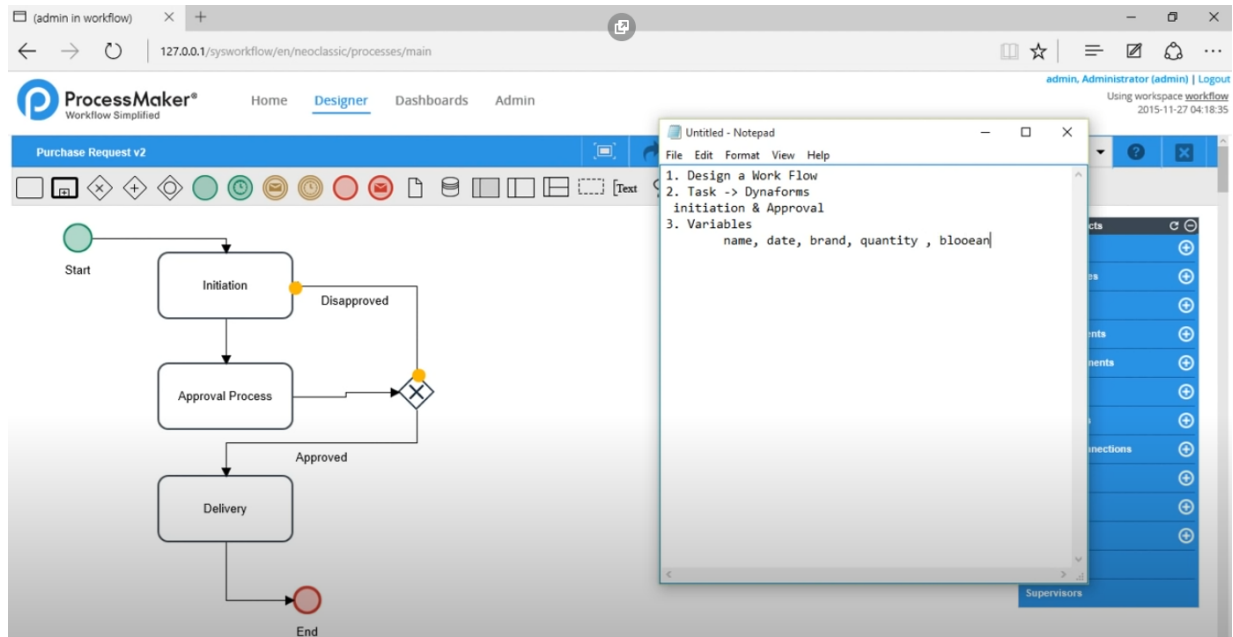 (admin in workflow)
127.0.0.1/sysworkflow/en/neoclassic/processes/main
admin, Administrator (admin) | Logout
Using workspace workflow
2015-11-27 04:18:35
ProcessMaker®
Workflow Simplified
Home Designer Dashboards Admin
Purchase Request v2
Text
Start
Initiation
Disapproved
Approval Process
Approved
Delivery
End
Untitled - Notepad
File Edit Format View Help
1. Design a Work Flow
2. Task -> Dynaforms
initiation & Approval
3. Variables
name, date, brand, quantity , blooean
Supervisors